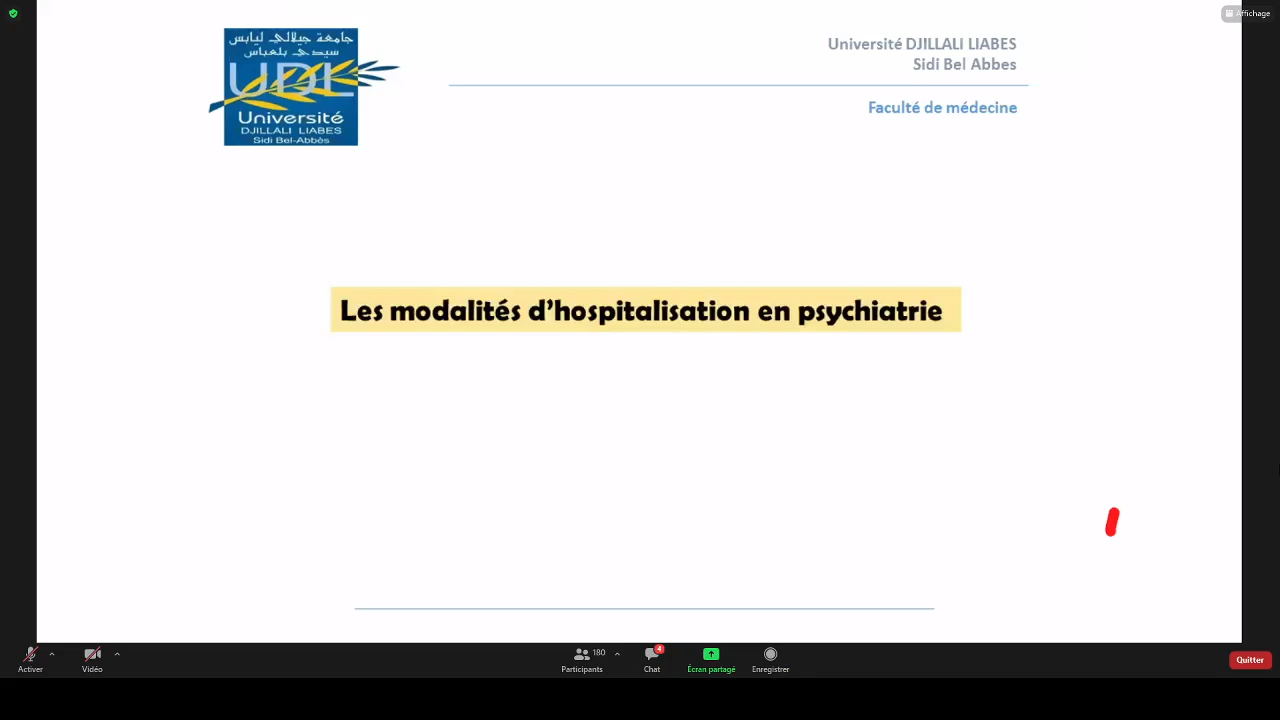 Affichage
جامعة جيلالي ليابس
سيدي بلعباس
UDL
Université
DJILLALI LIABES
Sidi Bel-Abbès
Université DJILLALI LIABES
Sidi Bel Abbes
Faculté de médecine
Les modalités d’hospitalisation en psychiatrie
Activer
Vidéo
180
Participants
4
Chat
Écran partagé
Enregistrer
Quitter